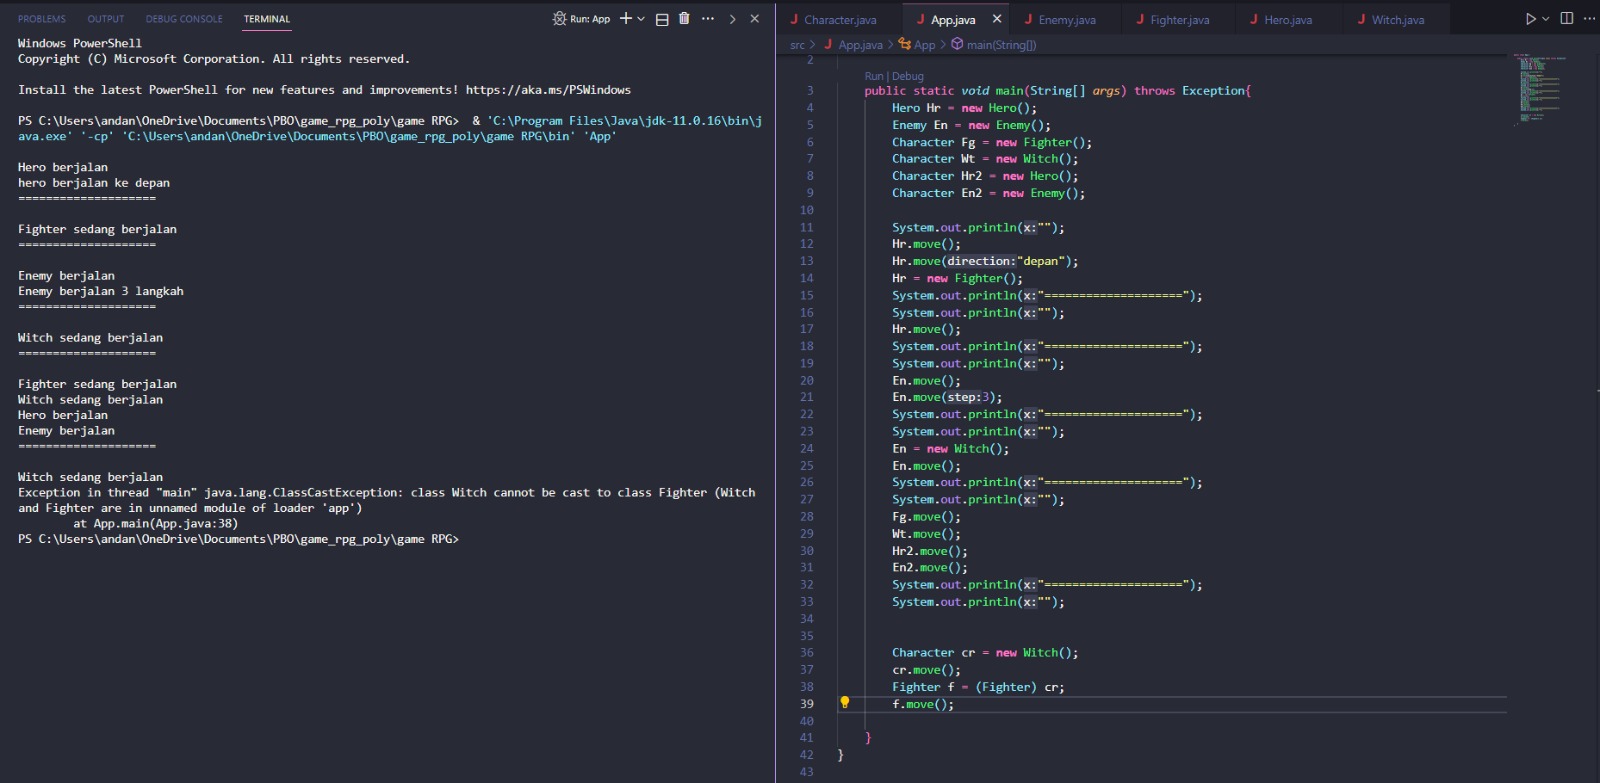 PROBLEMS OUTPUT DEBUG CONSOLE TERMINAL Run: App
Windows PowerShell
Copyright (C) Microsoft Corporation. All rights reserved.
Install the latest PowerShell for new features and improvements! https://aka.ms/PSWindows
PS C:\Users\andan\OneDrive\Documents\PBO\game_rpg_poly\game RPG> & 'C:\Program Files\Java\jdk-11.0.16\bin\j
ava.exe' '-cp' 'C:\Users\andan\OneDrive\Documents\PBO\game_rpg_poly\game RPG\bin' 'App'
Hero berjalan
hero berjalan ke depan
====================
Fighter sedang berjalan
====================
Enemy berjalan
Enemy berjalan 3 langkah
====================
Witch sedang berjalan
====================
Fighter sedang berjalan
Witch sedang berjalan
Hero berjalan
Enemy berjalan
====================
Witch sedang berjalan
Exception in thread "main" java.lang.ClassCastException: class Witch cannot be cast to class Fighter (Witch
and Fighter are in unnamed module of loader 'app')
at App.main(App.java:38)
PS C:\Users\andan\OneDrive\Documents\PBO\game_rpg_poly\game RPG>
J Character.java J App.java J Enemy.java J Fighter.java J Hero.java J Witch.java
src > J App.java > App > main(String[])
2
Run | Debug
3 public static void main(String[] args) throws Exception{
4 Hero Hr = new Hero();
5 Enemy En = new Enemy();
6 Character Fg = new Fighter();
7 Character Wt = new Witch();
8 Character Hr2 = new Hero();
9 Character En2 = new Enemy();
10
11 System.out.println(x:"");
12 Hr.move();
13 Hr.move(direction:"depan");
14 Hr = new Fighter();
15 System.out.println(x:"====================");
16 System.out.println(x:"");
17 Hr.move();
18 System.out.println(x:"====================");
19 System.out.println(x:"");
20 En.move();
21 En.move(step:3);
22 System.out.println(x:"====================");
23 System.out.println(x:"");
24 En = new Witch();
25 En.move();
26 System.out.println(x:"====================");
27 System.out.println(x:"");
28 Fg.move();
29 Wt.move();
30 Hr2.move();
31 En2.move();
32 System.out.println(x:"====================");
33 System.out.println(x:"");
34
35
36 Character cr = new Witch();
37 cr.move();
38 Fighter f = (Fighter) cr;
39 f.move();
40
41 }
42 }
43